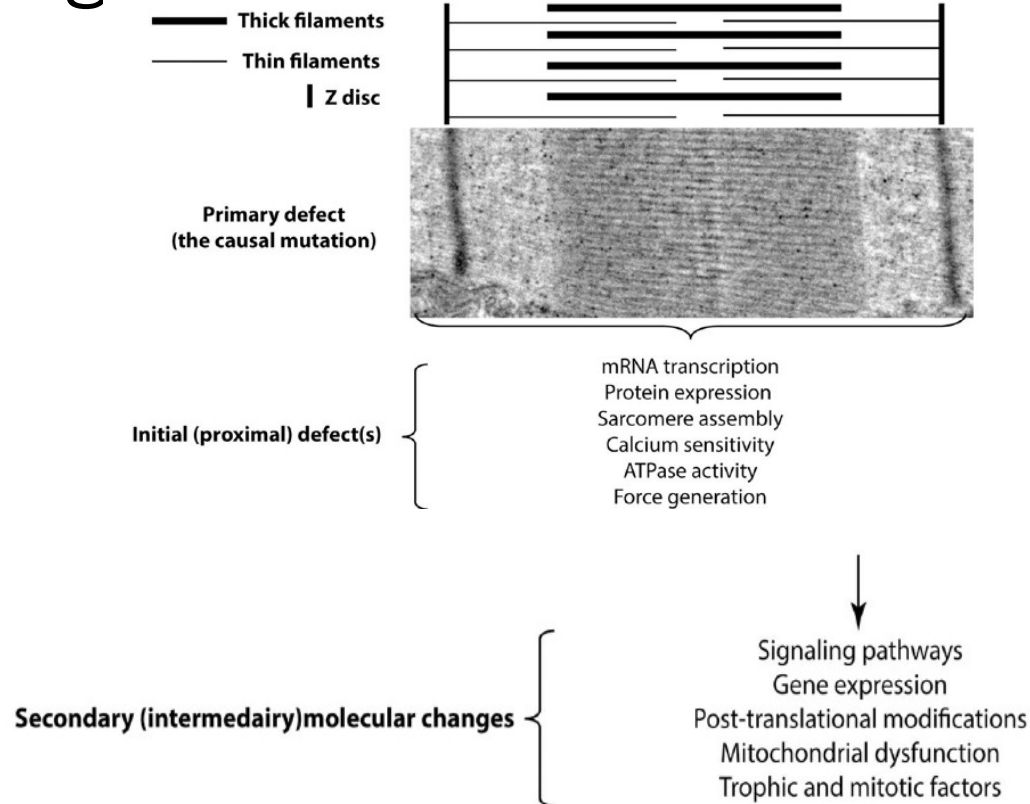 Thick filaments
Thin filaments
Z disc
Primary defect
(the causal mutation)
mRNA transcription
Protein expression
Sarcomere assembly
Initial (proximal) defect(s)
Calcium sensitivity
ATPase activity
Force generation
Signaling pathways
Gene expression
Secondary (intermedairy)molecular changes
Post-translational modifications
Mitochondrial dysfunction
Trophic and mitotic factors